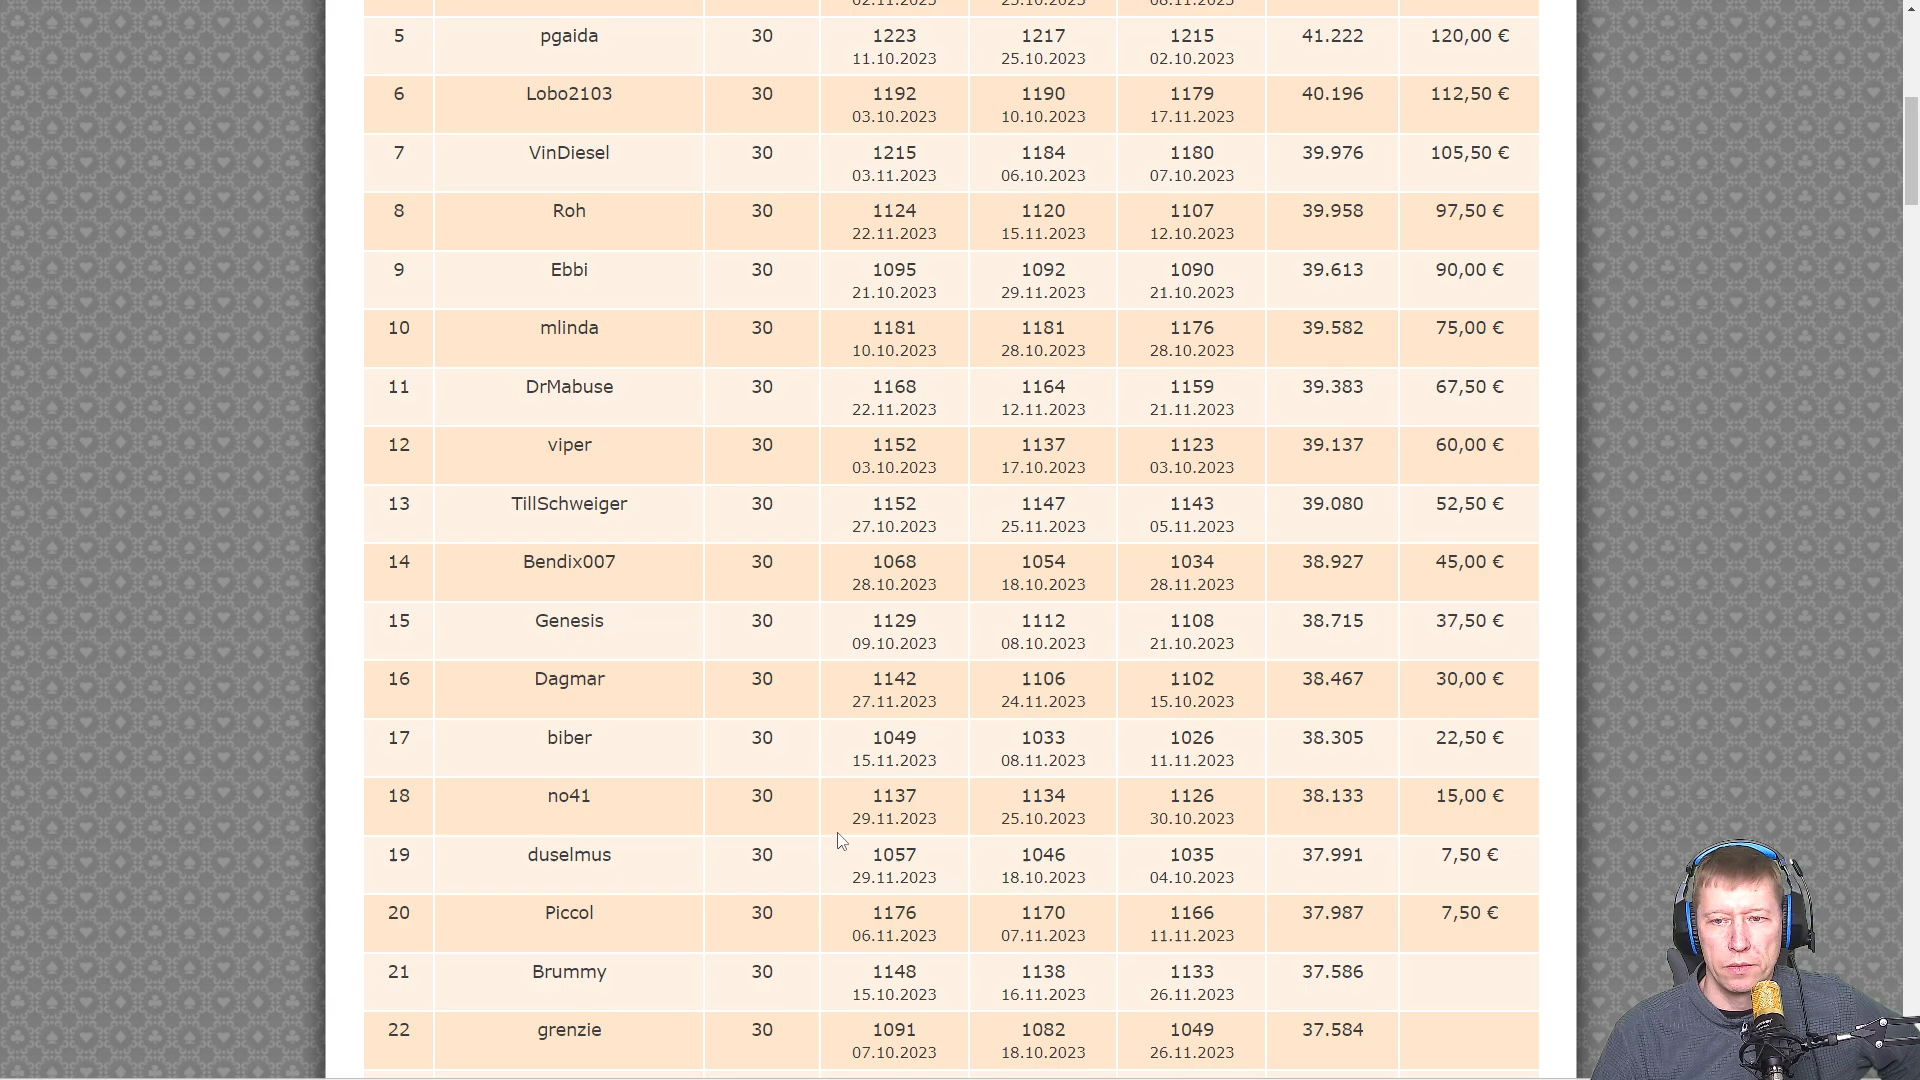 02.11.2023 25.10.2023 08.11.2023
5 pgaida 30 1223 1217 1215 41.222 120,00 €
11.10.2023 25.10.2023 02.10.2023
6 Lobo2103 30 1192 1190 1179 40.196 112,50 €
03.10.2023 10.10.2023 17.11.2023
7 VinDiesel 30 1215 1184 1180 39.976 105,50 €
03.11.2023 06.10.2023 07.10.2023
8 Roh 30 1124 1120 1107 39.958 97,50 €
22.11.2023 15.11.2023 12.10.2023
9 Ebbi 30 1095 1092 1090 39.613 90,00 €
21.10.2023 29.11.2023 21.10.2023
10 mlinda 30 1181 1181 1176 39.582 75,00 €
10.10.2023 28.10.2023 28.10.2023
11 DrMabuse 30 1168 1164 1159 39.383 67,50 €
22.11.2023 12.11.2023 21.11.2023
12 viper 30 1152 1137 1123 39.137 60,00 €
03.10.2023 17.10.2023 03.10.2023
13 TillSchweiger 30 1152 1147 1143 39.080 52,50 €
27.10.2023 25.11.2023 05.11.2023
14 Bendix007 30 1068 1054 1034 38.927 45,00 €
28.10.2023 18.10.2023 28.11.2023
15 Genesis 30 1129 1112 1108 38.715 37,50 €
09.10.2023 08.10.2023 21.10.2023
16 Dagmar 30 1142 1106 1102 38.467 30,00 €
27.11.2023 24.11.2023 15.10.2023
17 biber 30 1049 1033 1026 38.305 22,50 €
15.11.2023 08.11.2023 11.11.2023
18 no41 30 1137 1134 1126 38.133 15,00 €
29.11.2023 25.10.2023 30.10.2023
19 duselmus 30 1057 1046 1035 37.991 7,50 €
29.11.2023 18.10.2023 04.10.2023
20 Piccol 30 1176 1170 1166 37.987 7,50 €
06.11.2023 07.11.2023 11.11.2023
21 Brummy 30 1148 1138 1133 37.586
15.10.2023 16.11.2023 26.11.2023
22 grenzie 30 1091 1082 1049 37.584
07.10.2023 18.10.2023 26.11.2023